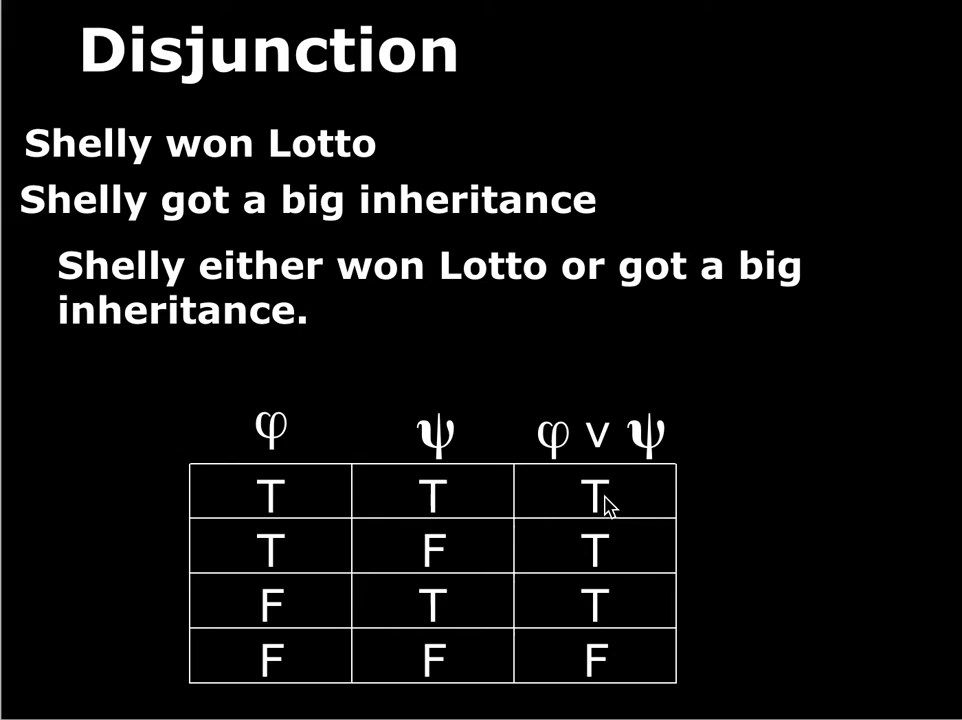 Disjunction
Shelly won Lotto
Shelly got a big inheritance
Shelly either won Lotto or got a big
inheritance.
φ ψ φ ∨ ψ
T T T
T F T
F T T
F F F